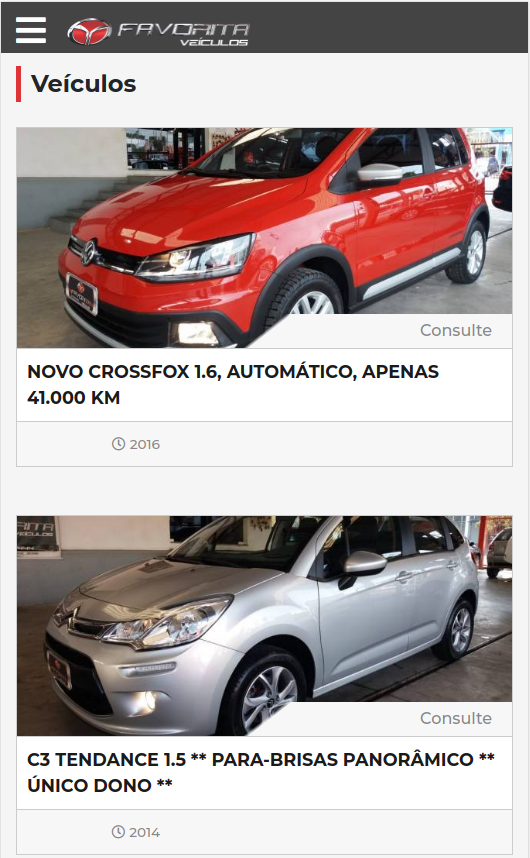 FAVORITA
VEÍCULOS
Veículos
Consulte
NOVO CROSSFOX 1.6, AUTOMÁTICO, APENAS
41.000 KM
2016
Consulte
C3 TENDANCE 1.5 ** PARA-BRISAS PANORÂMICO **
ÚNICO DONO **
2014